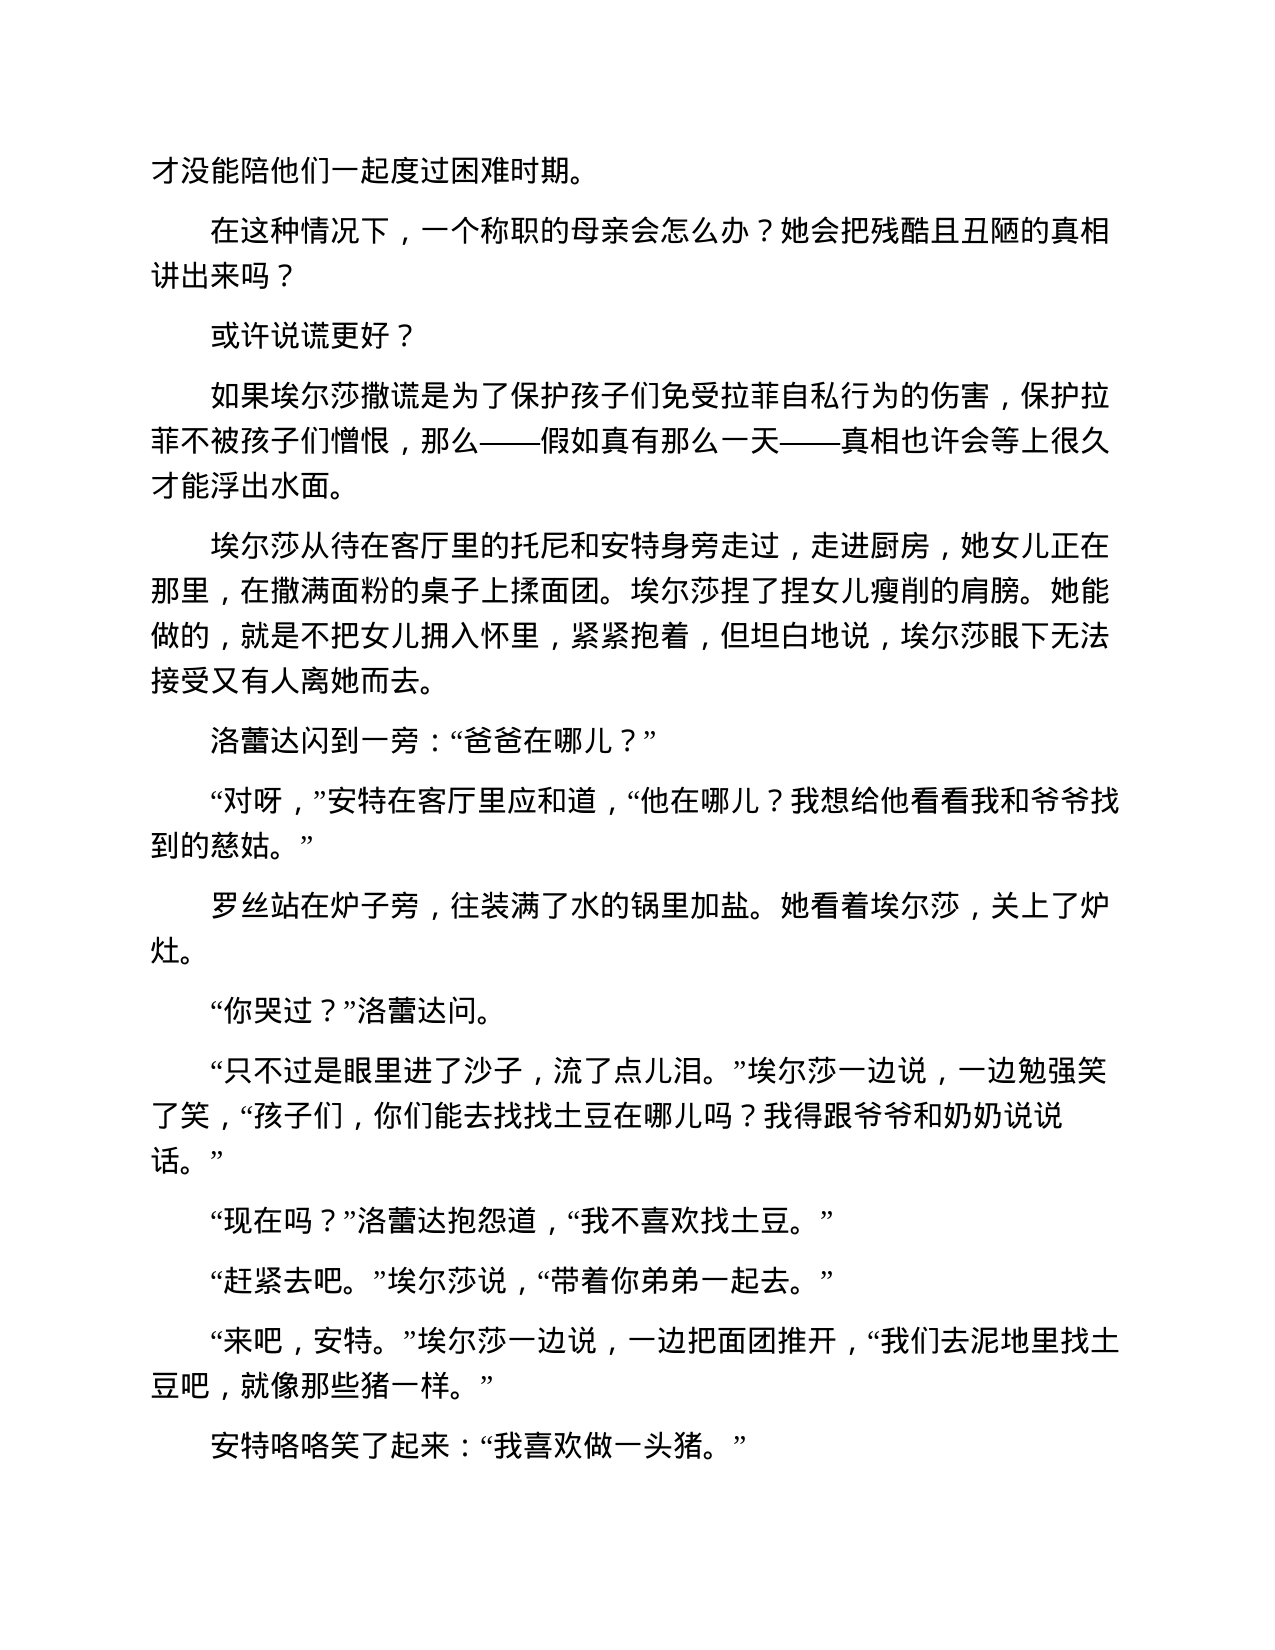 才没能陪他们一起度过困难时期。
在这种情况下，一个称职的母亲会怎么办？她会把残酷且丑陋的真相
讲出来吗？
或许说谎更好？
如果埃尔莎撒谎是为了保护孩子们免受拉菲自私行为的伤害，保护拉
菲不被孩子们憎恨，那么——假如真有那么一天——真相也许会等上很久
才能浮出水面。
埃尔莎从待在客厅里的托尼和安特身旁走过，走进厨房，她女儿正在
那里，在撒满面粉的桌子上揉面团。埃尔莎捏了捏女儿瘦削的肩膀。她能
做的，就是不把女儿拥入怀里，紧紧抱着，但坦白地说，埃尔莎眼下无法
接受又有人离她而去。
洛蕾达闪到一旁：“爸爸在哪儿？”
“对呀，”安特在客厅里应和道，“他在哪儿？我想给他看看我和爷爷找
到的慈姑。”
罗丝站在炉子旁，往装满了水的锅里加盐。她看着埃尔莎，关上了炉
灶。
“你哭过？”洛蕾达问。
“只不过是眼里进了沙子，流了点儿泪。”埃尔莎一边说，一边勉强笑
了笑，“孩子们，你们能去找找土豆在哪儿吗？我得跟爷爷和奶奶说说
话。”
“现在吗？”洛蕾达抱怨道，“我不喜欢找土豆。”
“赶紧去吧。”埃尔莎说，“带着你弟弟一起去。”
“来吧，安特。”埃尔莎一边说，一边把面团推开，“我们去泥地里找土
豆吧，就像那些猪一样。”
安特咯咯笑了起来：“我喜欢做一头猪。”